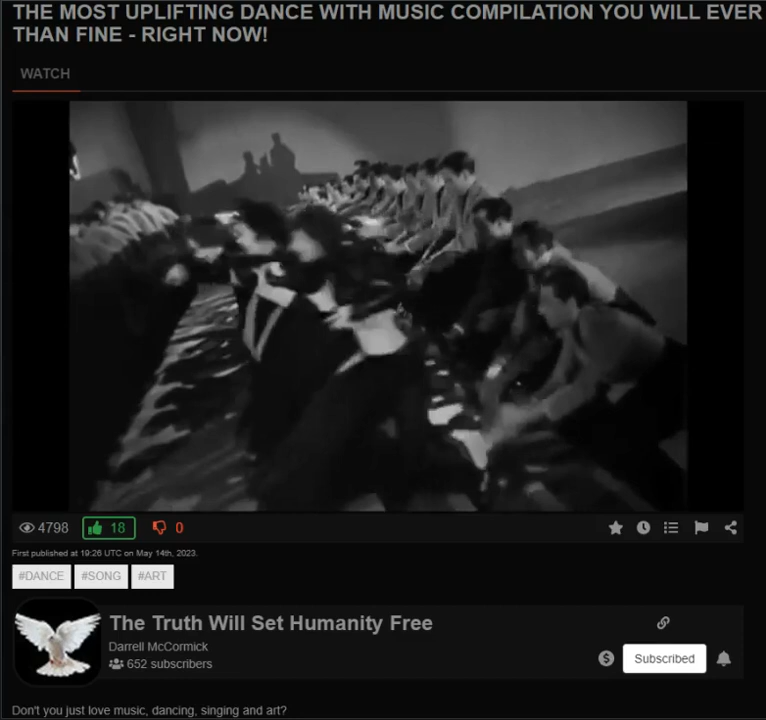 THE MOST UPLIFTING DANCE WITH MUSIC COMPILATION YOU WILL EVER
THAN FINE - RIGHT NOW!
WATCH
4798 18 0
First published at 19:26 UTC on May 14th, 2023.
#DANCE #SONG #ART
The Truth Will Set Humanity Free
Darrell McCormick
652 subscribers
Subscribed
Don't you just love music, dancing, singing and art?